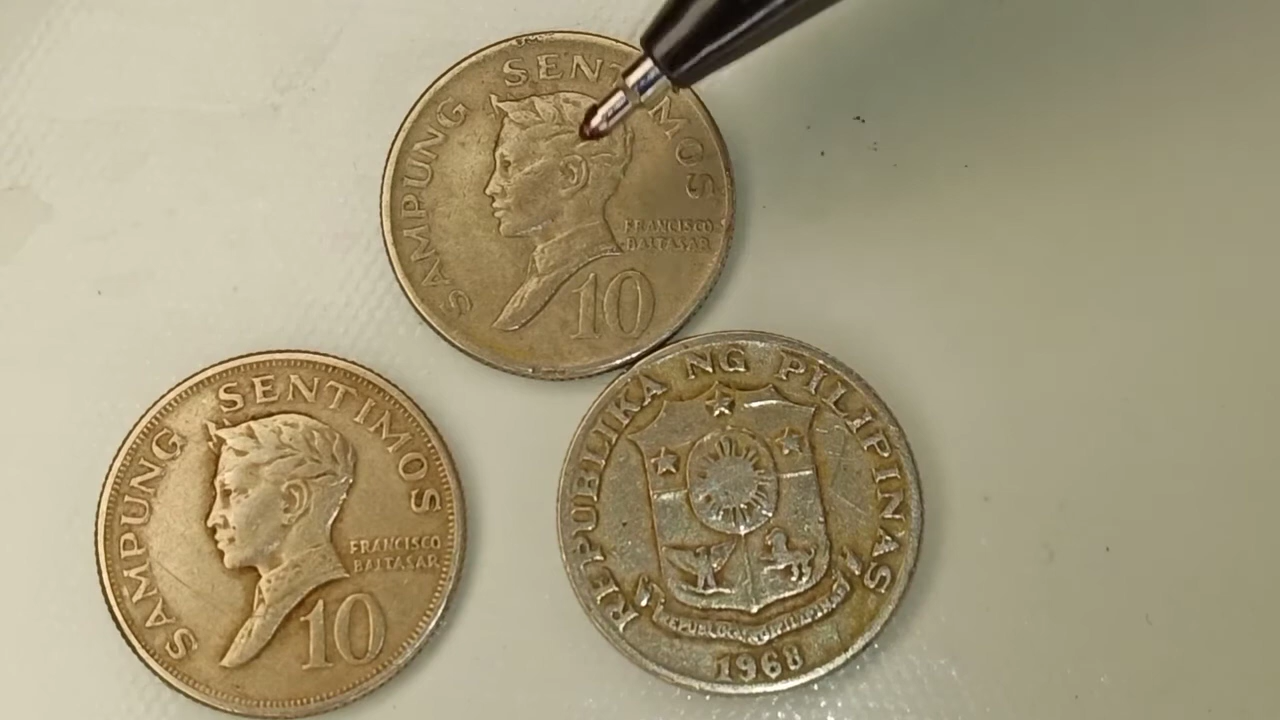 SAMPUNG SENTIMOS
FRANCISCO
BALTASAR
10
SAMPUNG SENTIMOS
FRANCISCO
BALTASAR
10
REPUBLIKA NG PILIPINAS
1968